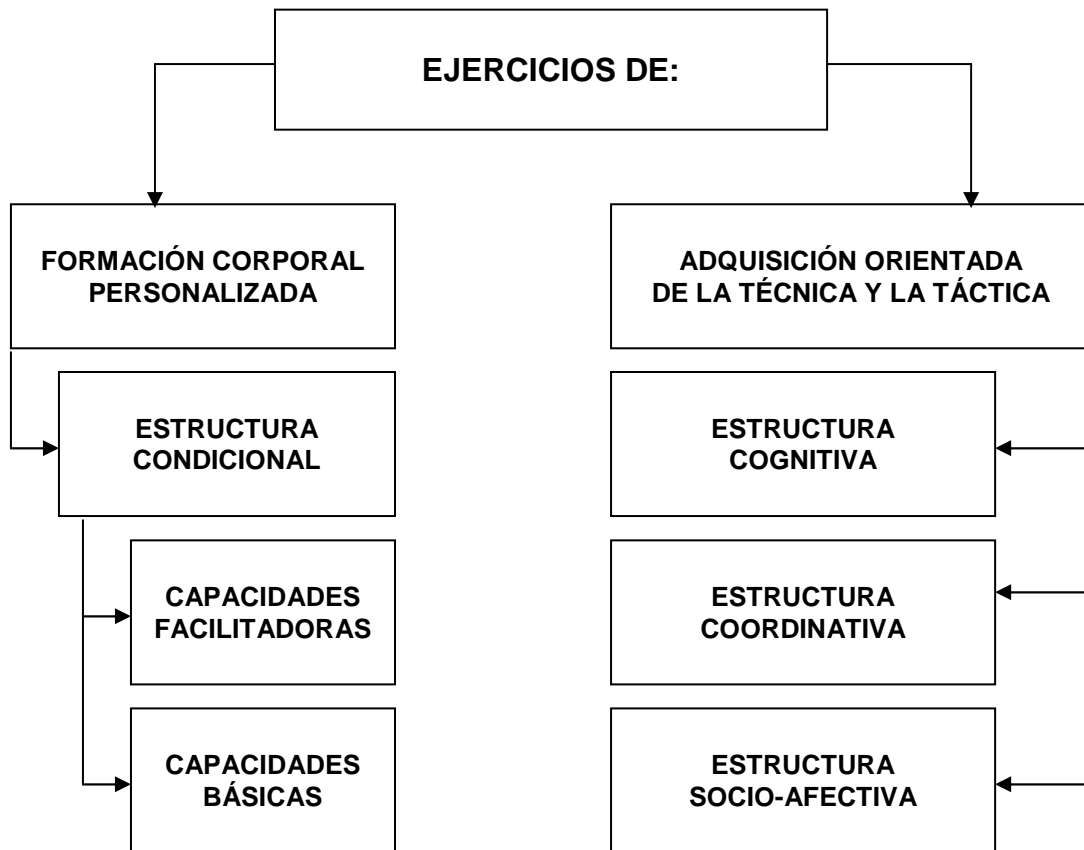 EJERCICIOS DE:
FORMACIÓN CORPORAL
PERSONALIZADA
ADQUISICIÓN ORIENTADA
DE LA TÉCNICA Y LA TÁCTICA
ESTRUCTURA
CONDICIONAL
ESTRUCTURA
COGNITIVA
CAPACIDADES
FACILITADORAS
ESTRUCTURA
COORDINATIVA
CAPACIDADES
BÁSICAS
ESTRUCTURA
SOCIO-AFECTIVA